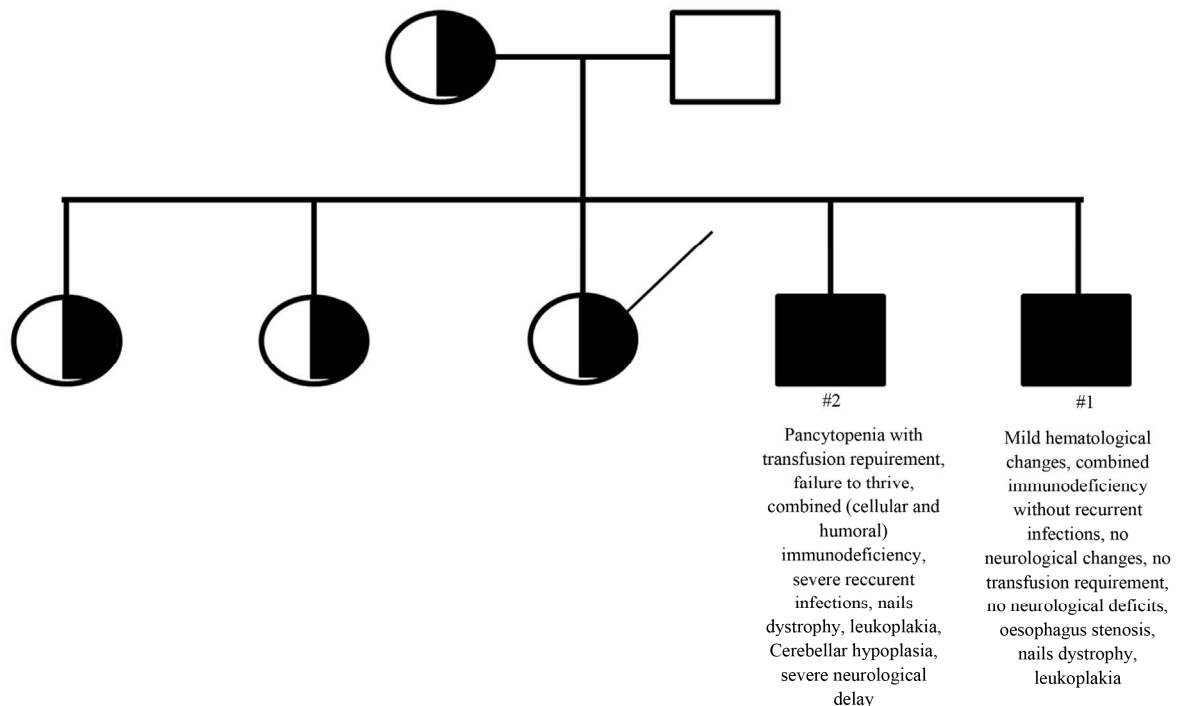 #2
Pancytopenia with
transfusion repuirement,
failure to thrive,
combined (cellular and
humoral)
immunodeficiency,
severe reccurent
infections, nails
dystrophy, leukoplakia,
Cerebellar hypoplasia,
severe neurological
delay
#1
Mild hematological
changes, combined
immunodeficiency
without recurrent
infections, no
neurological changes, no
transfusion requirement,
no neurological deficits,
oesophagus stenosis,
nails dystrophy,
leukoplakia